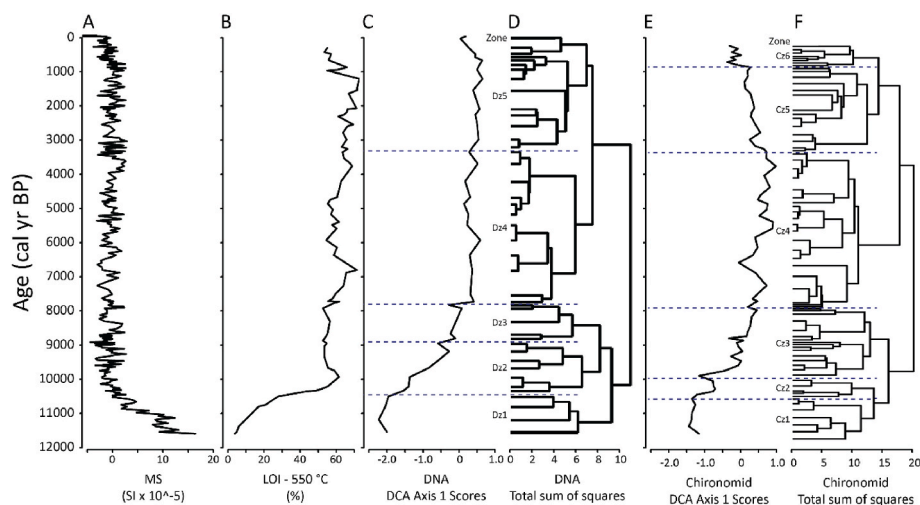 A B C D E F
Age (cal yr BP)
0
1000
2000
3000
4000
5000
6000
7000
8000
9000
10000
11000
12000
0 10 20
MS
(SI x 10^-5)
0 20 40 60
LOI - 550 °C
(%)
-2.0 -1.0 0 1.0
DNA
DCA Axis 1 Scores
Zone
Dz5
Dz4
Dz3
Dz2
Dz1
0 2 4 6 8 10
DNA
Total sum of squares
-2.0 -1.0 0 1.0
Chironomid
DCA Axis 1 Scores
Zone
Cz6
Cz5
Cz4
Cz3
Cz2
Cz1
0 5 10 15 20
Chironomid
Total sum of squares